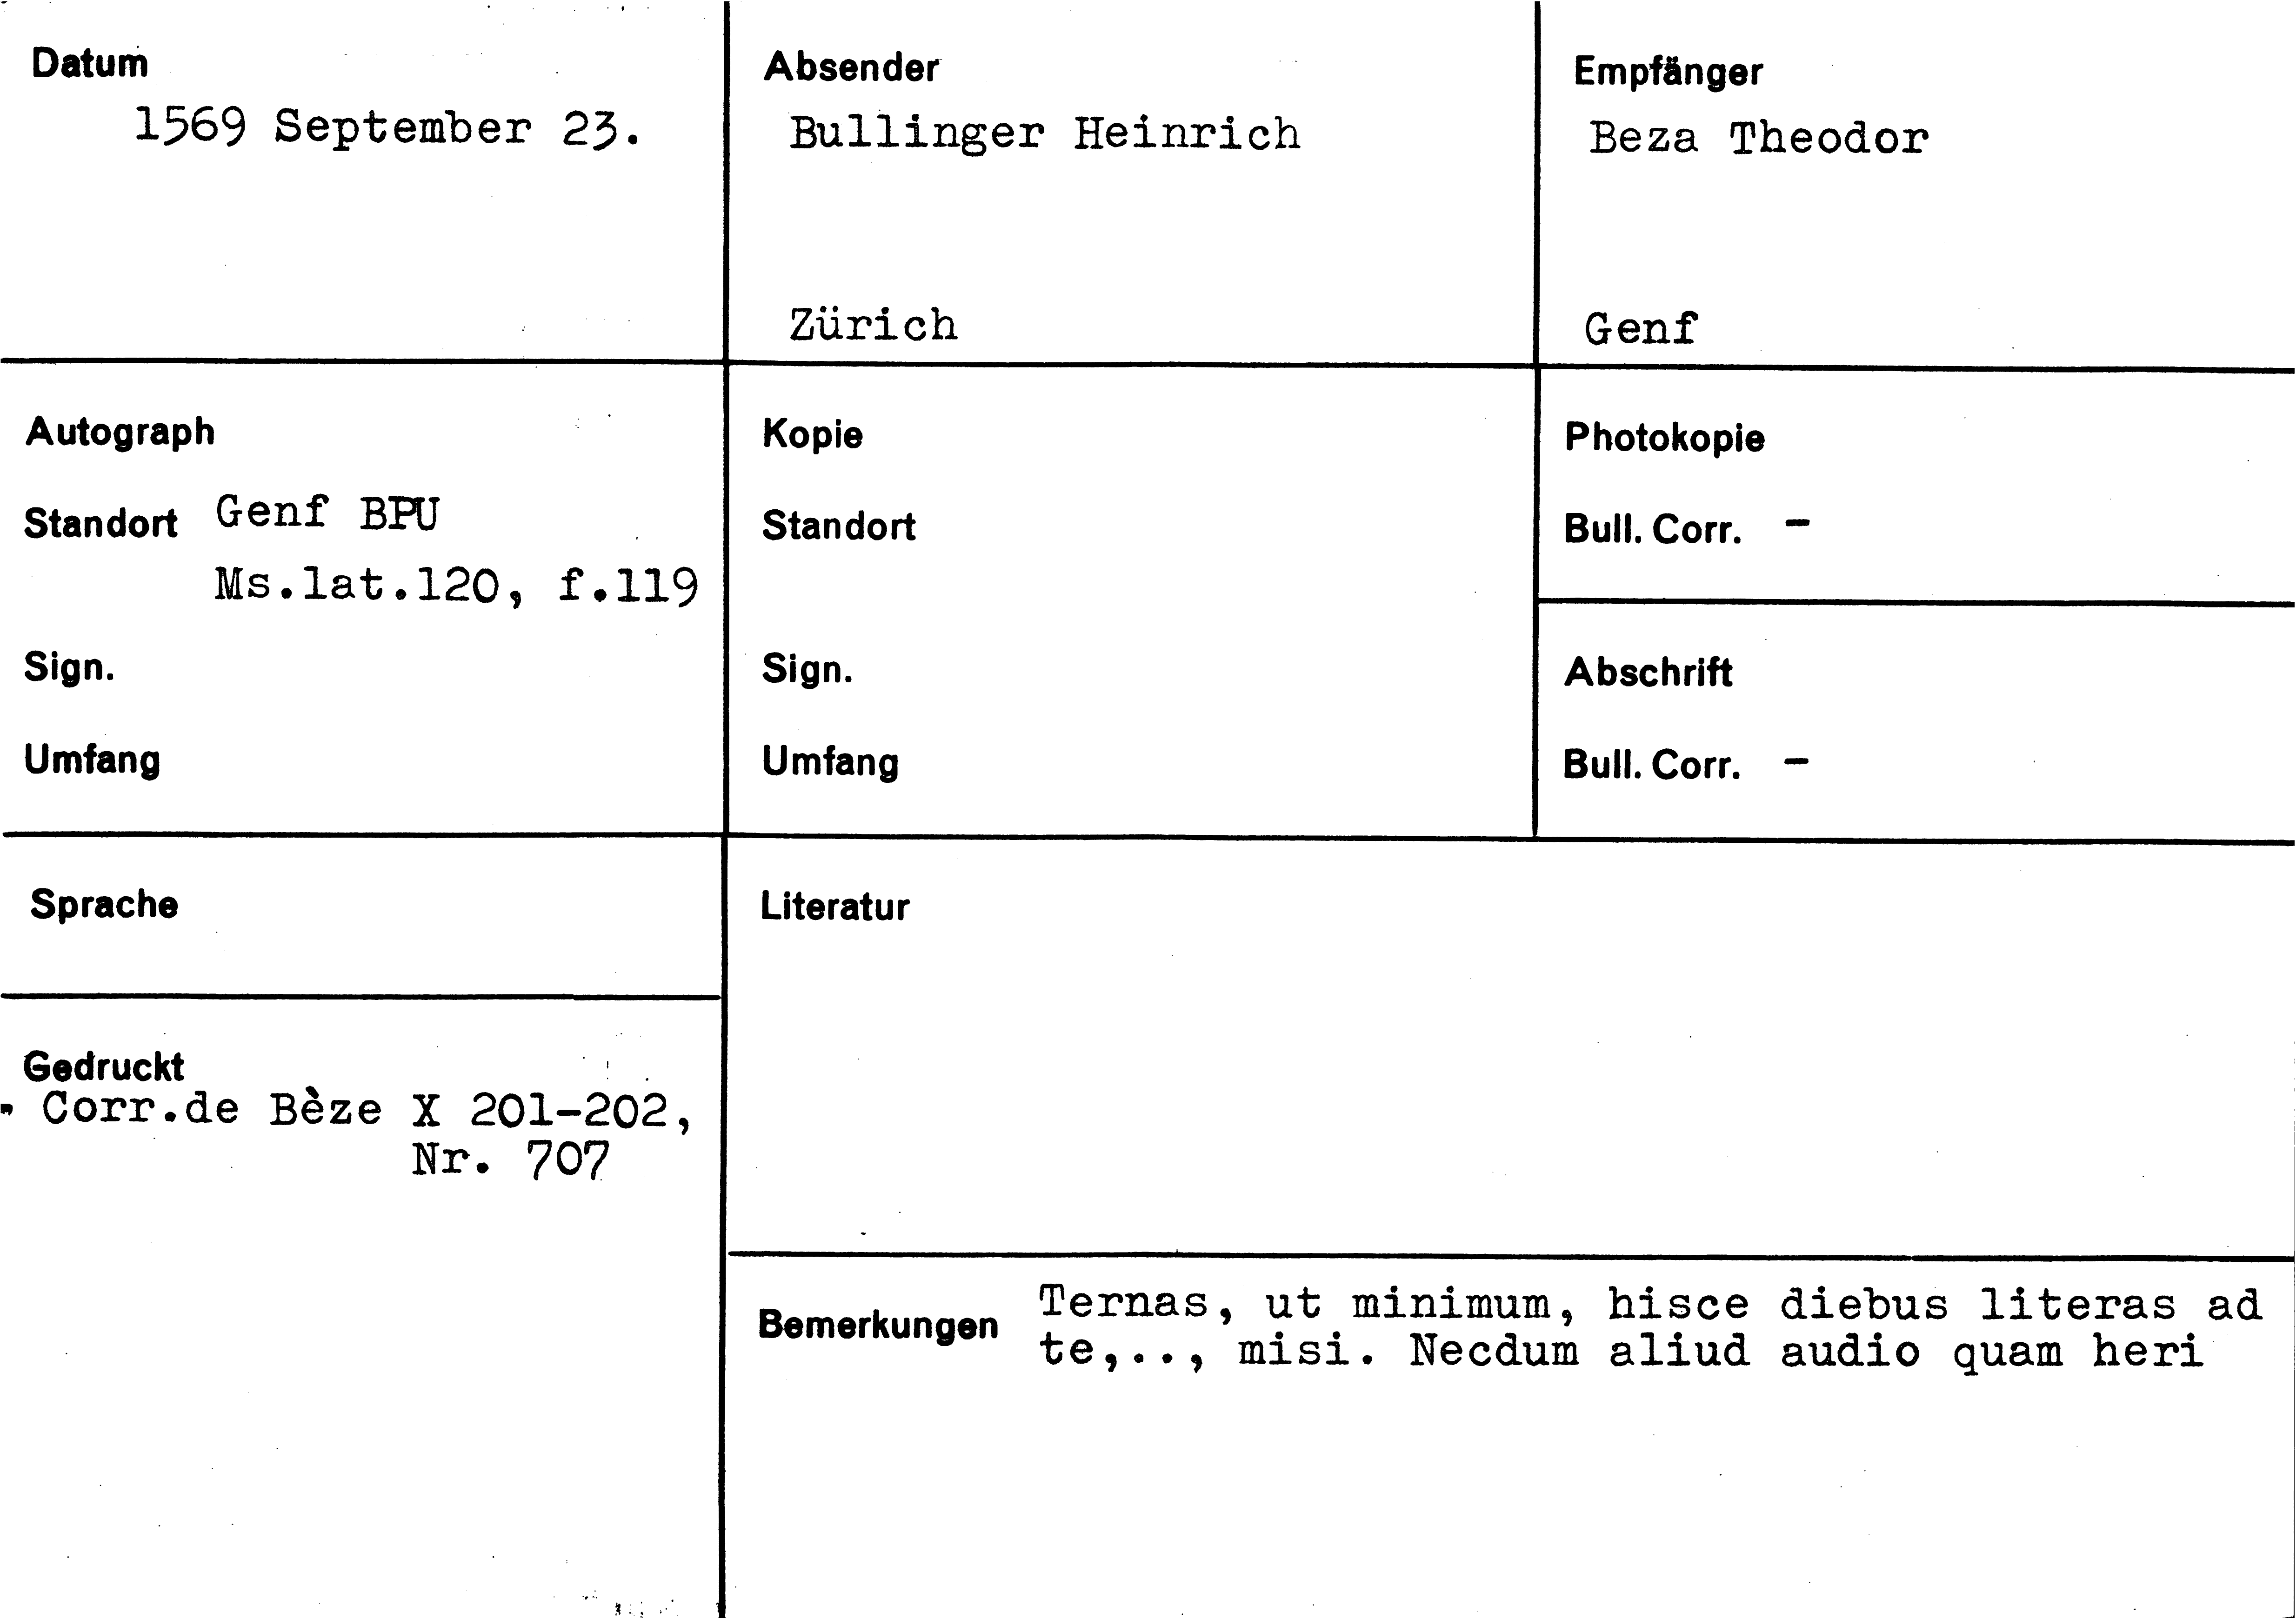 Datum
1569 September 23.
Absender
Bullinger Heinrich
Zürich
Empfänger
Beza Theodor
Genf
Autograph
Standort Genf BPU
Ms.lat.120, f.119
Sign.
Umfang
Kopie
Standort
Sign.
Umfang
Photokopie
Bull. Corr. -
Abschrift
Bull. Corr. -
Sprache
Gedruckt
- Corr.de Bèze X 201-202,
Nr. 707
Literatur
Bemerkungen Ternas, ut minimum, hisce diebus literas ad
te,.., misi. Necdum aliud audio quam heri